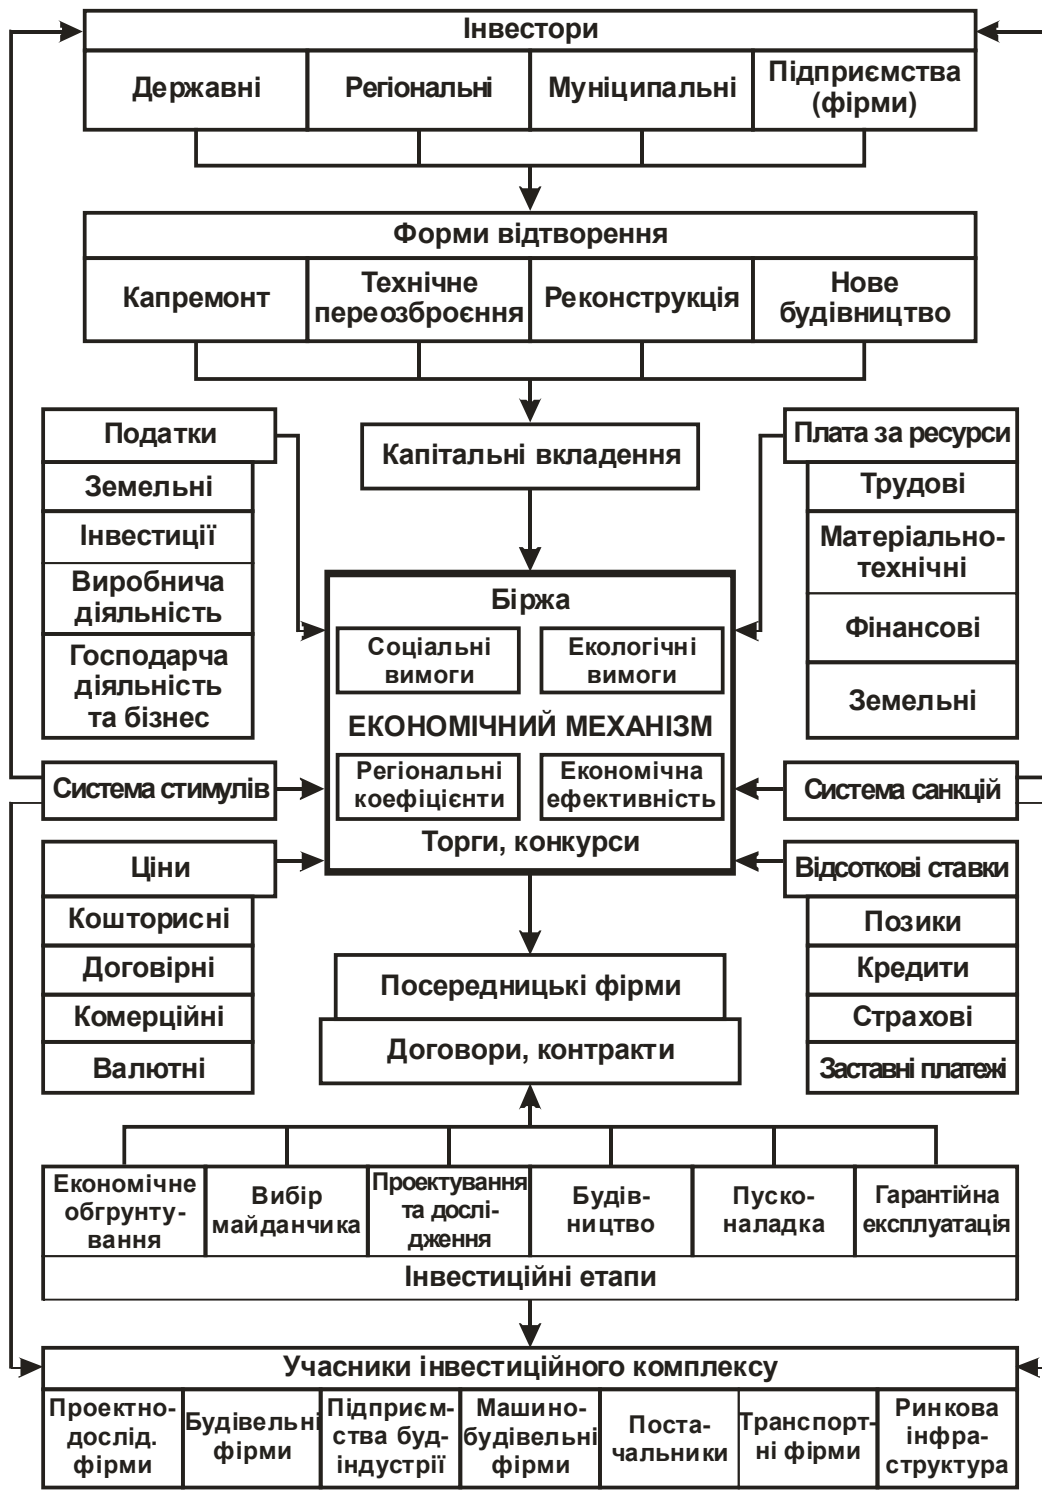 Інвестори
Державні
Регіональні
Муніципальні
Підприємства
(фірми)
Форми відтворення
Капремонт
Технічне
переозброєння
Реконструкція
Нове
будівництво
Капітальні вкладення
Податки
Земельні
Інвестиції
Виробнича
діяльність
Господарча
діяльність
та бізнес
Плата за ресурси
Трудові
Матеріально-
технічні
Фінансові
Земельні
Біржа
Соціальні
вимоги
Екологічні
вимоги
ЕКОНОМІЧНИЙ МЕХАНІЗМ
Регіональні
коефіцієнти
Економічна
ефективність
Торги, конкурси
Система стимулів
Система санкцій
Ціни
Кошторисні
Договірні
Комерційні
Валютні
Відсоткові ставки
Позики
Кредити
Страхові
Заставні платежі
Посередницькі фірми
Договори, контракти
Економічне
обгрунту-
вання
Вибір
майданчика
Проектування
та дослі-
дження
Будів-
ництво
Пуско-
наладка
Гарантійна
експлуатація
Інвестиційні етапи
Учасники інвестиційного комплексу
Проектно-
дослід.
фірми
Будівельні
фірми
Підприєм-
ства буд-
індустрії
Машино-
будівельні
фірми
Поста-
чальники
Транспорт-
ні фірми
Ринкова
інфра-
структура